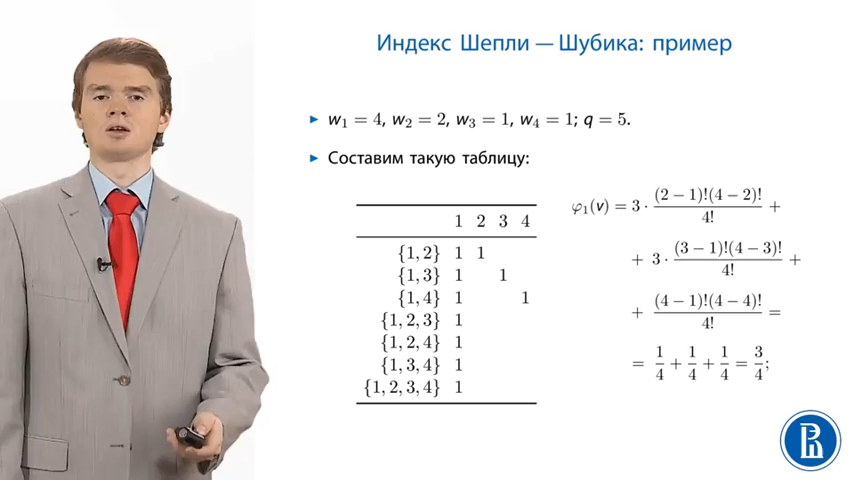 Индекс Шепли — Шубика: пример
w₁ = 4, w₂ = 2, w₃ = 1, w₄ = 1; q = 5.
Составим такую таблицу:
1 2 3 4
{1, 2} 1 1
{1, 3} 1 1
{1, 4} 1 1
{1, 2, 3} 1
{1, 2, 4} 1
{1, 3, 4} 1
{1, 2, 3, 4} 1
φ₁(v) = 3 · (2 − 1)!(4 − 2)! / 4! +
+ 3 · (3 − 1)!(4 − 3)! / 4! +
+ (4 − 1)!(4 − 4)! / 4! =
= 1/4 + 1/4 + 1/4 = 3/4;